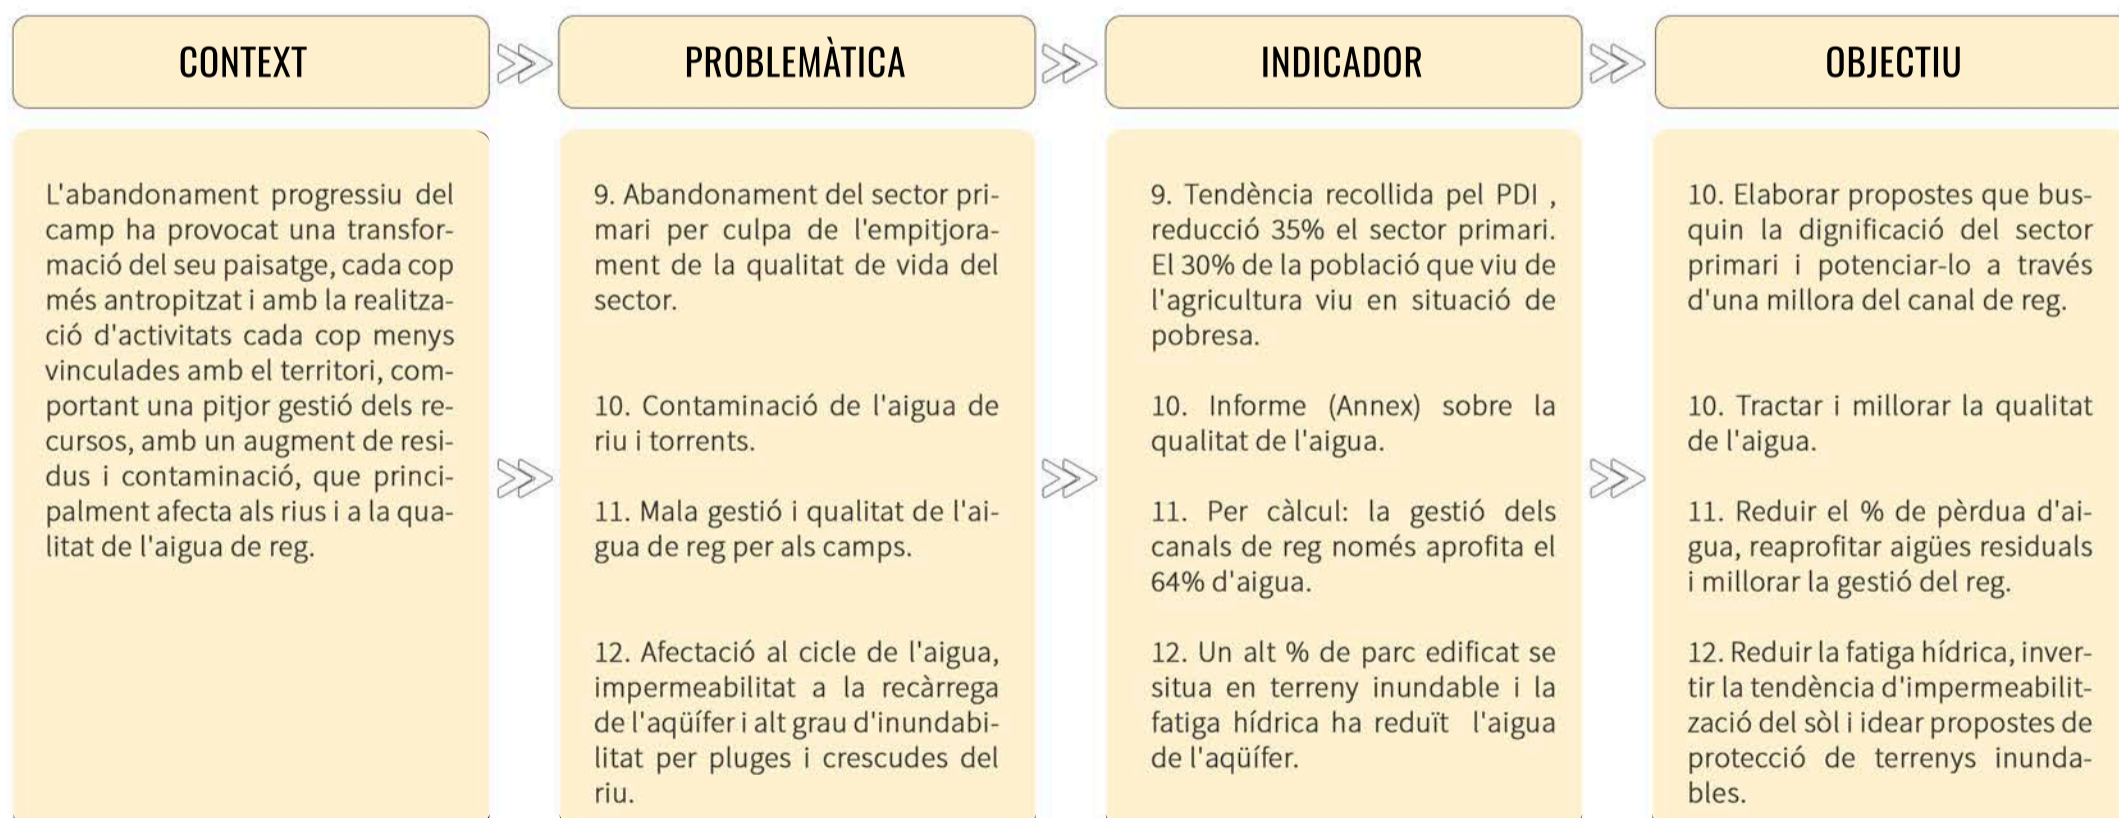 CONTEXT
PROBLEMÀTICA
INDICADOR
OBJECTIU
L'abandonament progressiu del
camp ha provocat una transfor-
mació del seu paisatge, cada cop
més antropitzat i amb la realitza-
ció d'activitats cada cop menys
vinculades amb el territori, com-
portant una pitjor gestió dels re-
cursos, amb un augment de resi-
dus i contaminació, que princi-
palment afecta als rius i a la qua-
litat de l'aigua de reg.
9. Abandonament del sector pri-
mari per culpa de l'empitjora-
ment de la qualitat de vida del
sector.
10. Contaminació de l'aigua de
riu i torrents.
11. Mala gestió i qualitat de l'ai-
gua de reg per als camps.
12. Afectació al cicle de l'aigua,
impermeabilitat a la recàrrega
de l'aqüífer i alt grau d'inundabi-
litat per pluges i crescudes del
riu.
9. Tendència recollida pel PDI ,
reducció 35% el sector primari.
El 30% de la població que viu de
l'agricultura viu en situació de
pobresa.
10. Informe (Annex) sobre la
qualitat de l'aigua.
11. Per càlcul: la gestió dels
canals de reg només aprofita el
64% d'aigua.
12. Un alt % de parc edificat se
situa en terreny inundable i la
fatiga hídrica ha reduït l'aigua
de l'aqüífer.
10. Elaborar propostes que bus-
quin la dignificació del sector
primari i potenciar-lo a través
d'una millora del canal de reg.
10. Tractar i millorar la qualitat
de l'aigua.
11. Reduir el % de pèrdua d'ai-
gua, reaprofitar aigües residuals
i millorar la gestió del reg.
12. Reduir la fatiga hídrica, inver-
tir la tendència d'impermeabilit-
zació del sòl i idear propostes de
protecció de terrenys inunda-
bles.